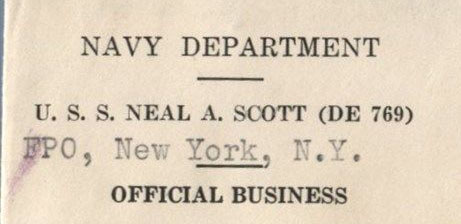 NAVY DEPARTMENT
U. S. S. NEAL A. SCOTT (DE 769)
FPO, New York, N.Y.
OFFICIAL BUSINESS